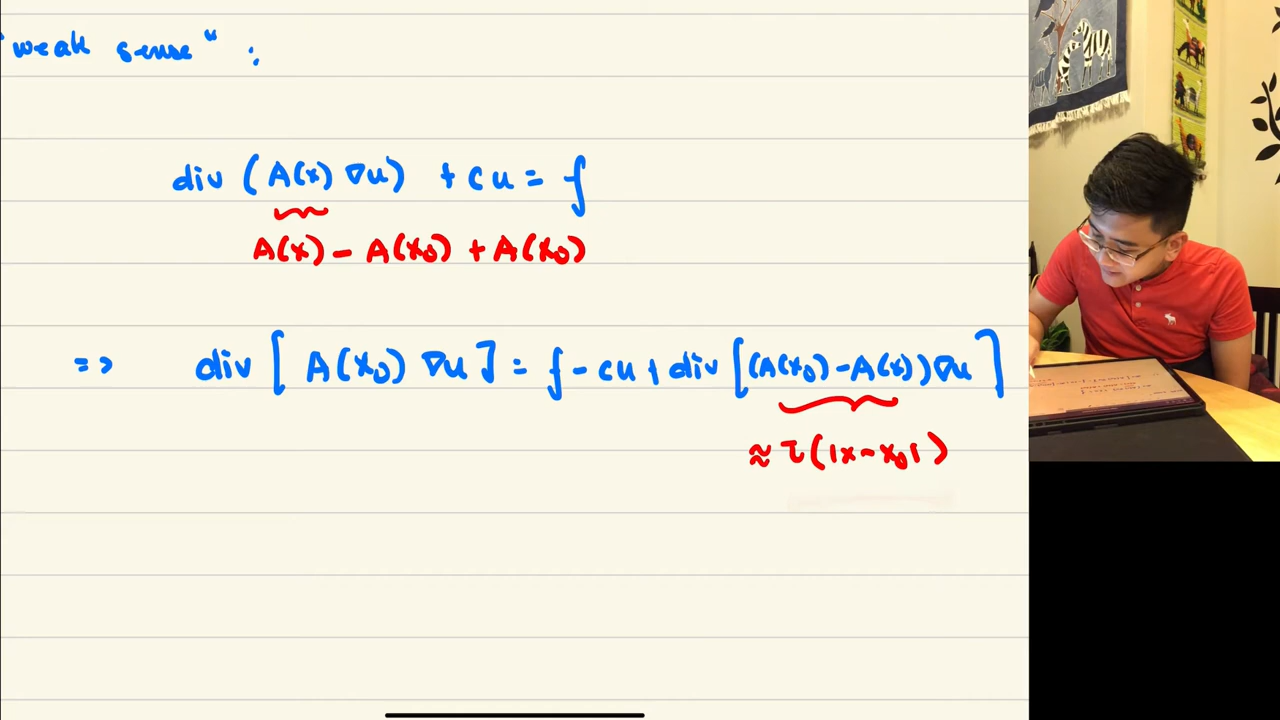 "weak sense" :
div (A(x) ∇u) + cu = f
A(x) - A(x₀) + A(x₀)
=> div [ A(x₀) ∇u ] = f - cu + div [(A(x₀) - A(x)) ∇u ]
≈ τ(|x - x₀|)